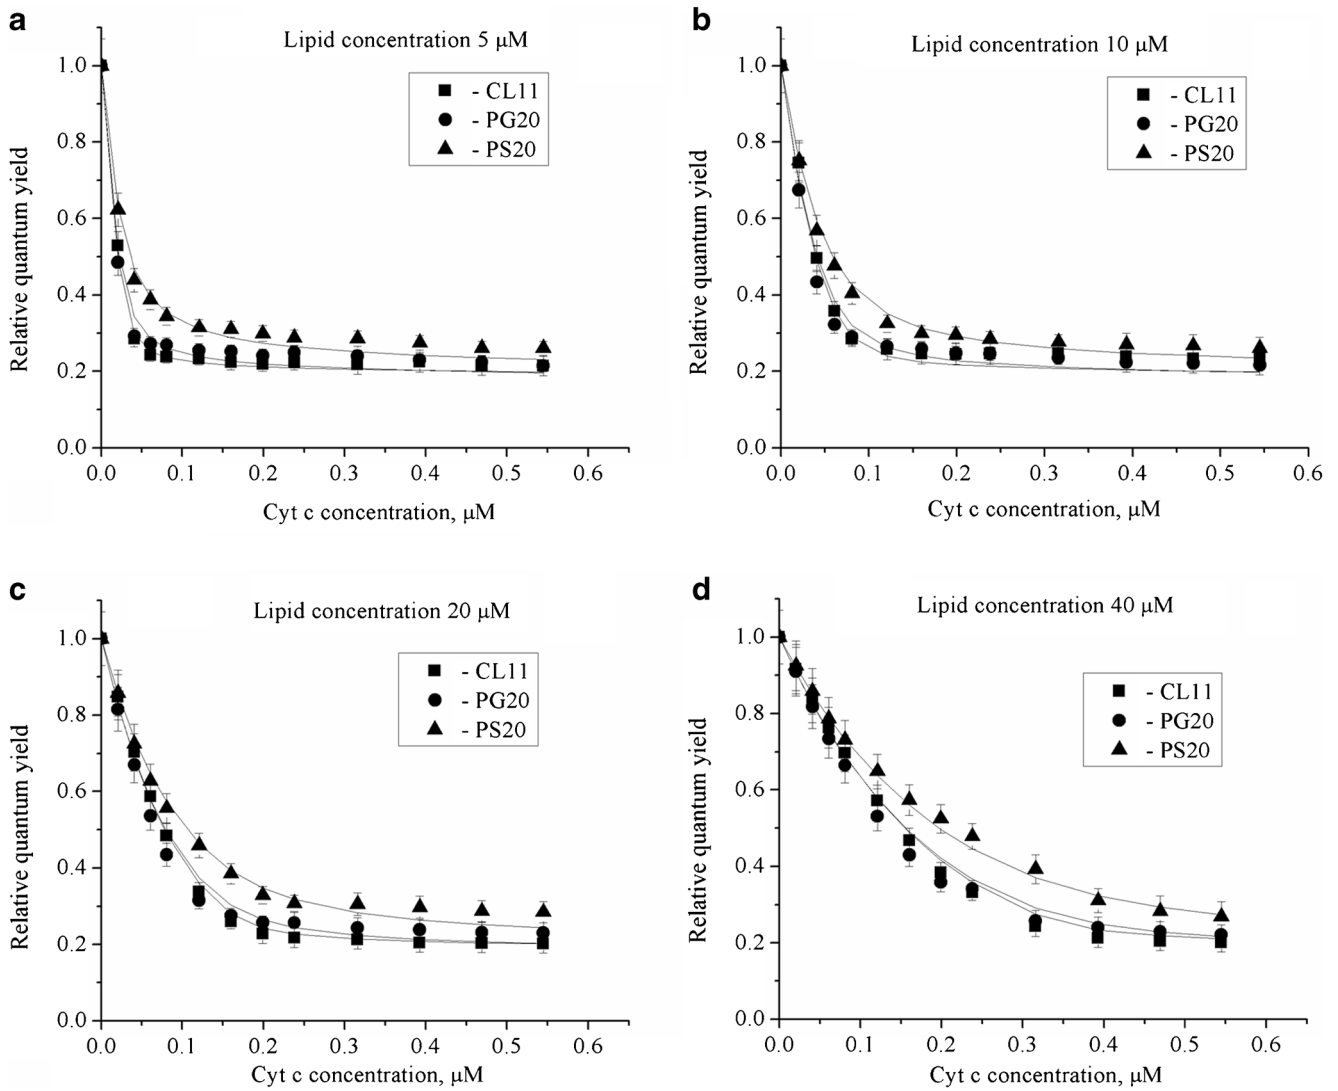 a
Lipid concentration 5 μM
- CL11
- PG20
- PS20
Relative quantum yield
1.0
0.8
0.6
0.4
0.2
0.0
0.0 0.1 0.2 0.3 0.4 0.5 0.6
Cyt c concentration, μM
b
Lipid concentration 10 μM
- CL11
- PG20
- PS20
Relative quantum yield
1.0
0.8
0.6
0.4
0.2
0.0
0.0 0.1 0.2 0.3 0.4 0.5 0.6
Cyt c concentration, μM
c
Lipid concentration 20 μM
- CL11
- PG20
- PS20
Relative quantum yield
1.0
0.8
0.6
0.4
0.2
0.0
0.0 0.1 0.2 0.3 0.4 0.5 0.6
Cyt c concentration, μM
d
Lipid concentration 40 μM
- CL11
- PG20
- PS20
Relative quantum yield
1.0
0.8
0.6
0.4
0.2
0.0
0.0 0.1 0.2 0.3 0.4 0.5 0.6
Cyt c concentration, μM